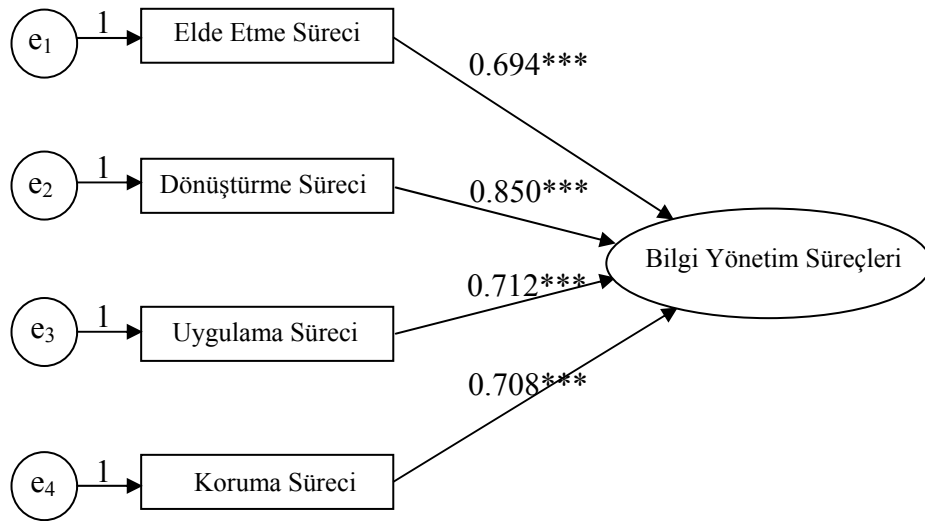 e1 1 Elde Etme Süreci
0.694***
e2 1 Dönüştürme Süreci
0.850***
Bilgi Yönetim Süreçleri
0.712***
e3 1 Uygulama Süreci
0.708***
e4 1 Koruma Süreci